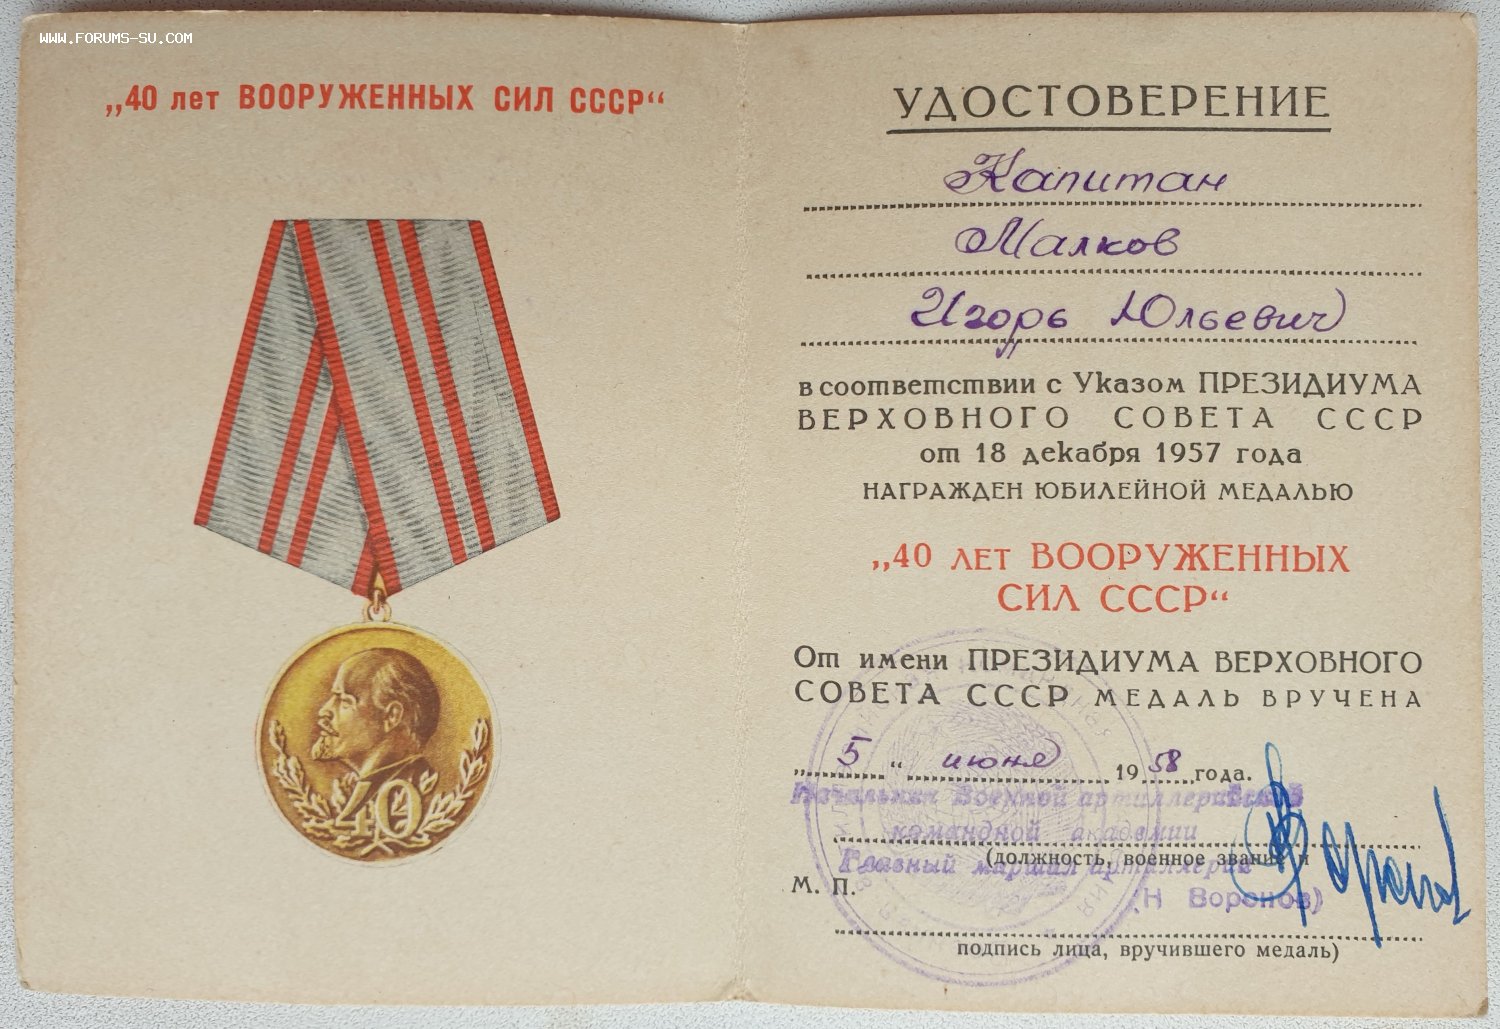 WWW.FORUMS-SU.COM
„40 лет ВООРУЖЕННЫХ СИЛ СССР“
40
УДОСТОВЕРЕНИЕ
Капитан
Малков
Игорь Юльевич
в соответствии с Указом ПРЕЗИДИУМА
ВЕРХОВНОГО СОВЕТА СССР
от 18 декабря 1957 года
НАГРАЖДЕН ЮБИЛЕЙНОЙ МЕДАЛЬЮ
„40 ЛЕТ ВООРУЖЕННЫХ
СИЛ СССР“
От имени ПРЕЗИДИУМА ВЕРХОВНОГО
СОВЕТА СССР МЕДАЛЬ ВРУЧЕНА
„5“ июня 1958 года.
Начальник Военной артиллерийской
командной академии
(должность, военное звание и
Главный маршал артиллерии
М. П.
(Н Воронов)
подпись лица, вручившего медаль)